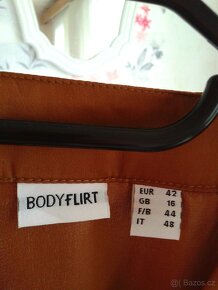 BODYFLIRT
EUR 42
GB 16
F/B 44
IT 48
© Bazos.cz